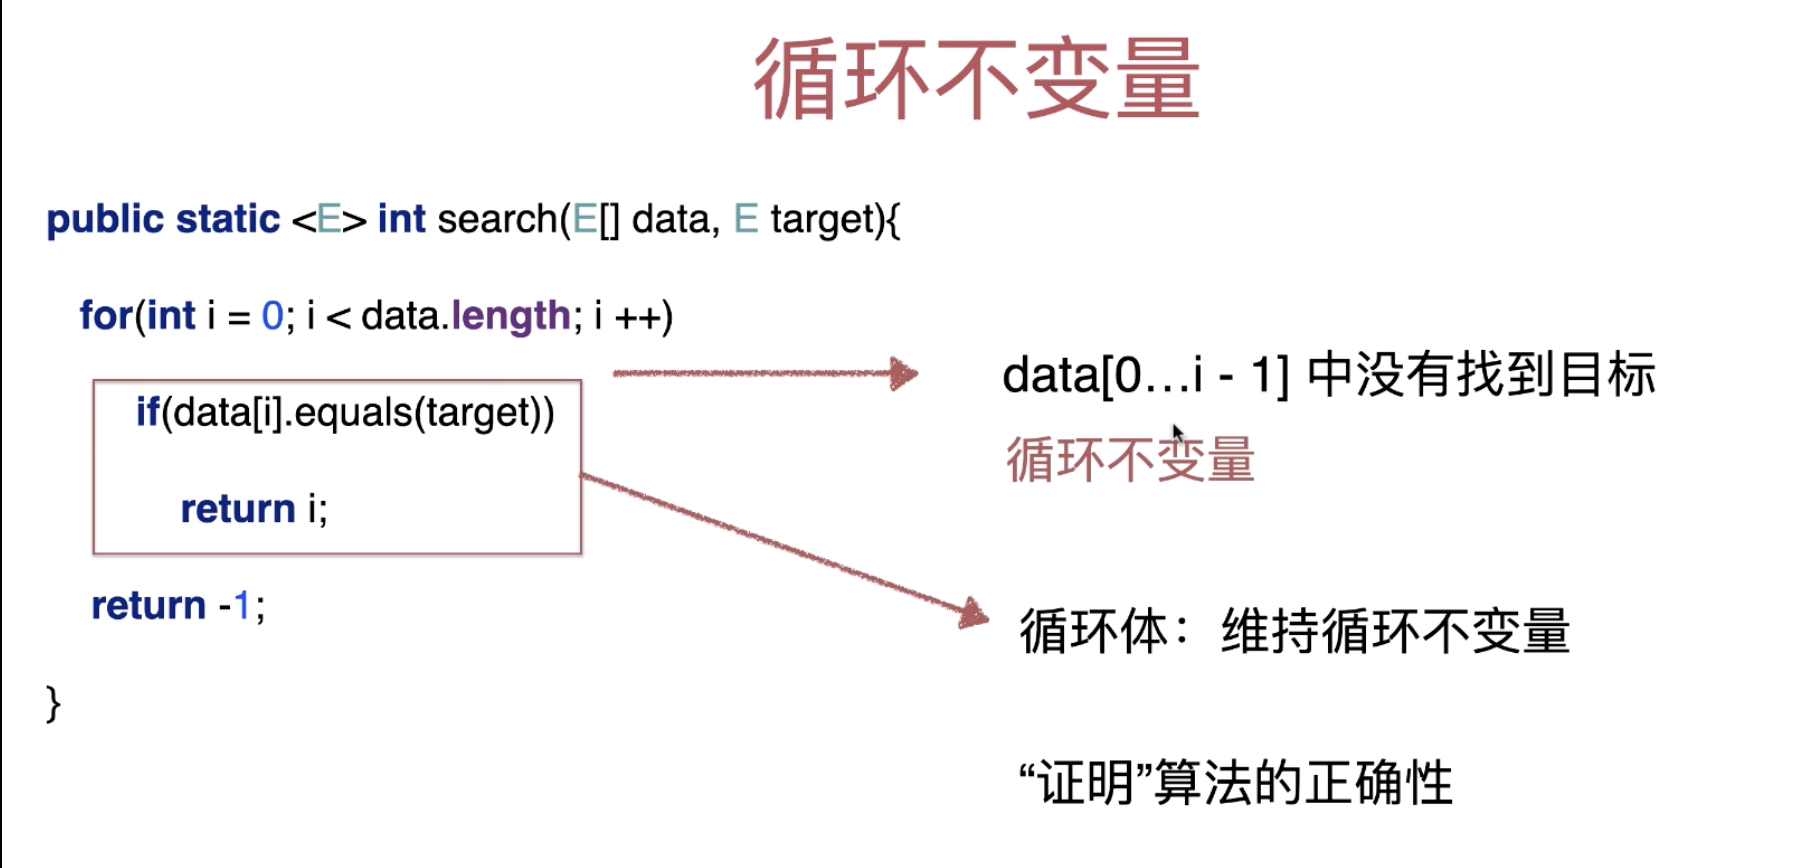 循环不变量
public static <E> int search(E[] data, E target){
for(int i = 0; i < data.length; i ++)
data[0…i - 1] 中没有找到目标
if(data[i].equals(target))
循环不变量
return i;
return -1;
循环体：维持循环不变量
}
“证明”算法的正确性